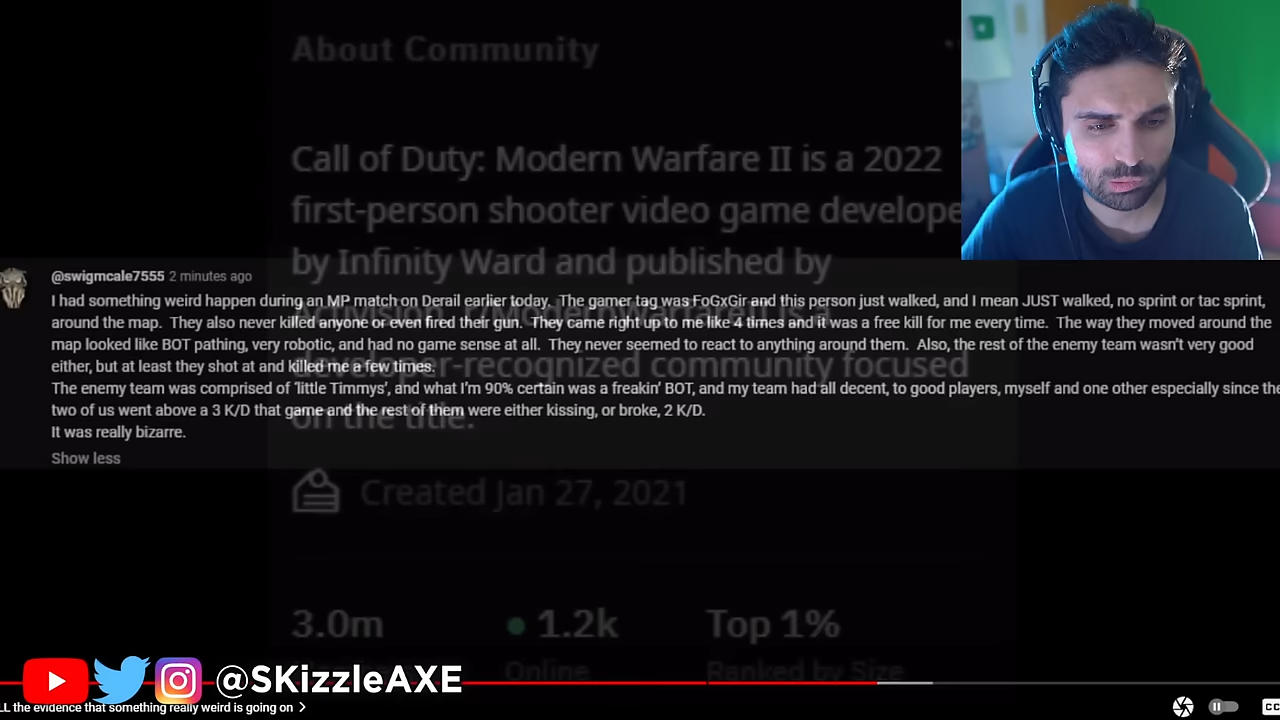 About Community
Call of Duty: Modern Warfare II is a 2022
first-person shooter video game develope
by Infinity Ward and published by
@swigmcale7555 2 minutes ago
I had something weird happen during an MP match on Derail earlier today. The gamer tag was FoGxGir and this person just walked, and I mean JUST walked, no sprint or tac sprint,
around the map. They also never killed anyone or even fired their gun. They came right up to me like 4 times and it was a free kill for me every time. The way they moved around the
map looked like BOT pathing, very robotic, and had no game sense at all. They never seemed to react to anything around them. Also, the rest of the enemy team wasn't very good
either, but at least they shot at and killed me a few times.
developer-recognized community focused
The enemy team was comprised of 'little Timmys', and what I'm 90% certain was a freakin' BOT, and my team had all decent, to good players, myself and one other especially since the
two of us went above a 3 K/D that game and the rest of them were either kissing, or broke, 2 K/D.
on the title.
It was really bizarre.
Show less
Created Jan 27, 2021
3.0m 1.2k Top 1%
Online Ranked by Size
@SKizzleAXE
LL the evidence that something really weird is going on >
CC